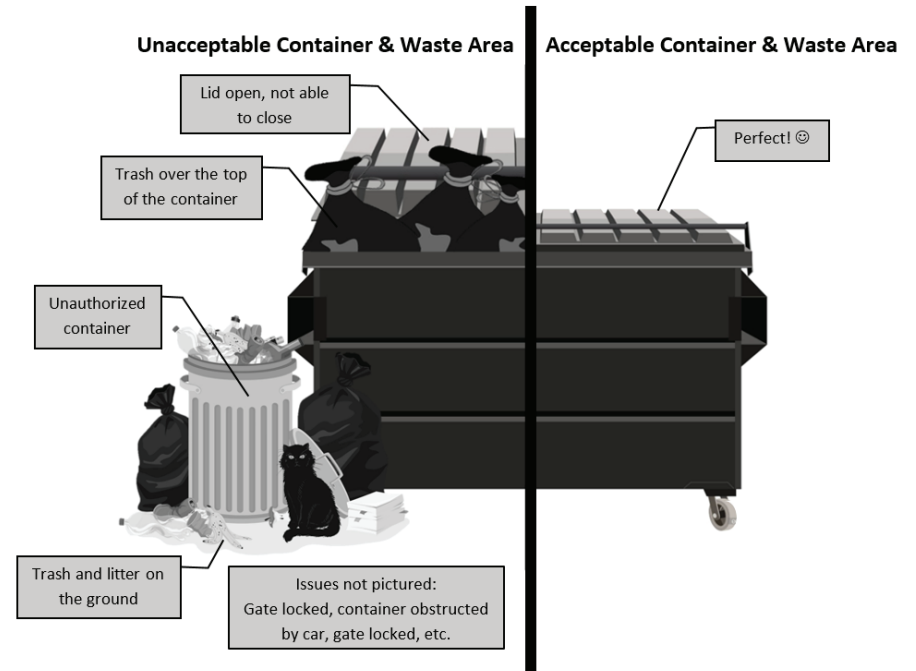 Unacceptable Container & Waste Area
Acceptable Container & Waste Area
Lid open, not able
to close
Perfect! ☺
Trash over the top
of the container
Unauthorized
container
Trash and litter on
the ground
Issues not pictured:
Gate locked, container obstructed
by car, gate locked, etc.